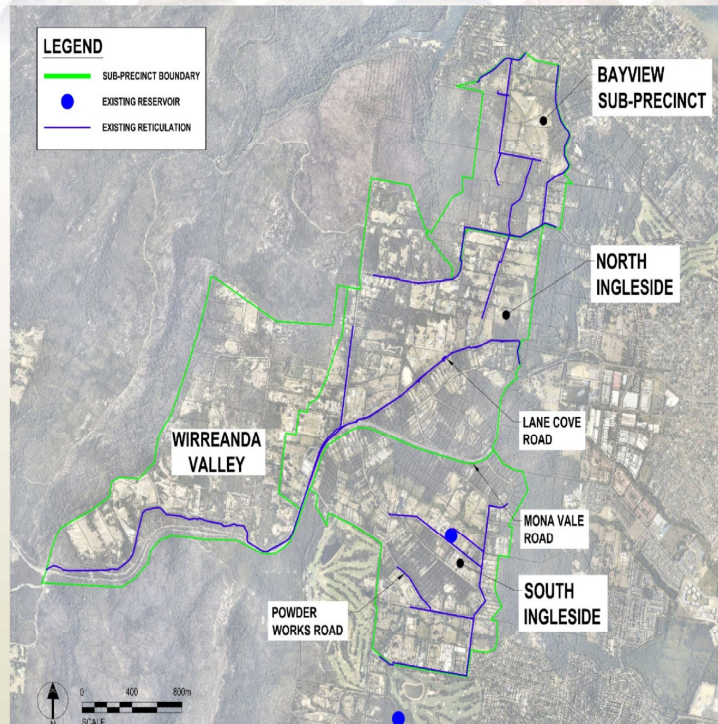 LEGEND
SUB-PRECINCT BOUNDARY
EXISTING RESERVOIR
EXISTING RETICULATION
BAYVIEW
SUB-PRECINCT
NORTH
INGLESIDE
LANE COVE
ROAD
WIRREANDA
VALLEY
MONA VALE
ROAD
SOUTH
INGLESIDE
POWDER
WORKS ROAD
0 400 800m
SCALE
N